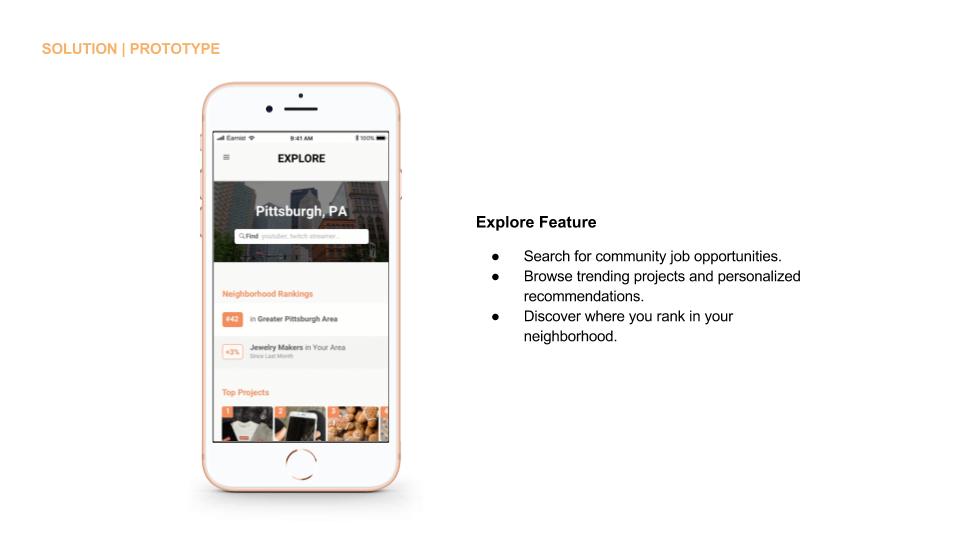 SOLUTION | PROTOTYPE
Earnist
9:41 AM
100%
EXPLORE
Pittsburgh, PA
Find youtuber, twitch streamer...
Neighborhood Rankings
#42 in Greater Pittsburgh Area
+3% Jewelry Makers in Your Area
Since Last Month
Top Projects
1
2
3
4
Explore Feature
● Search for community job opportunities.
● Browse trending projects and personalized
recommendations.
● Discover where you rank in your
neighborhood.